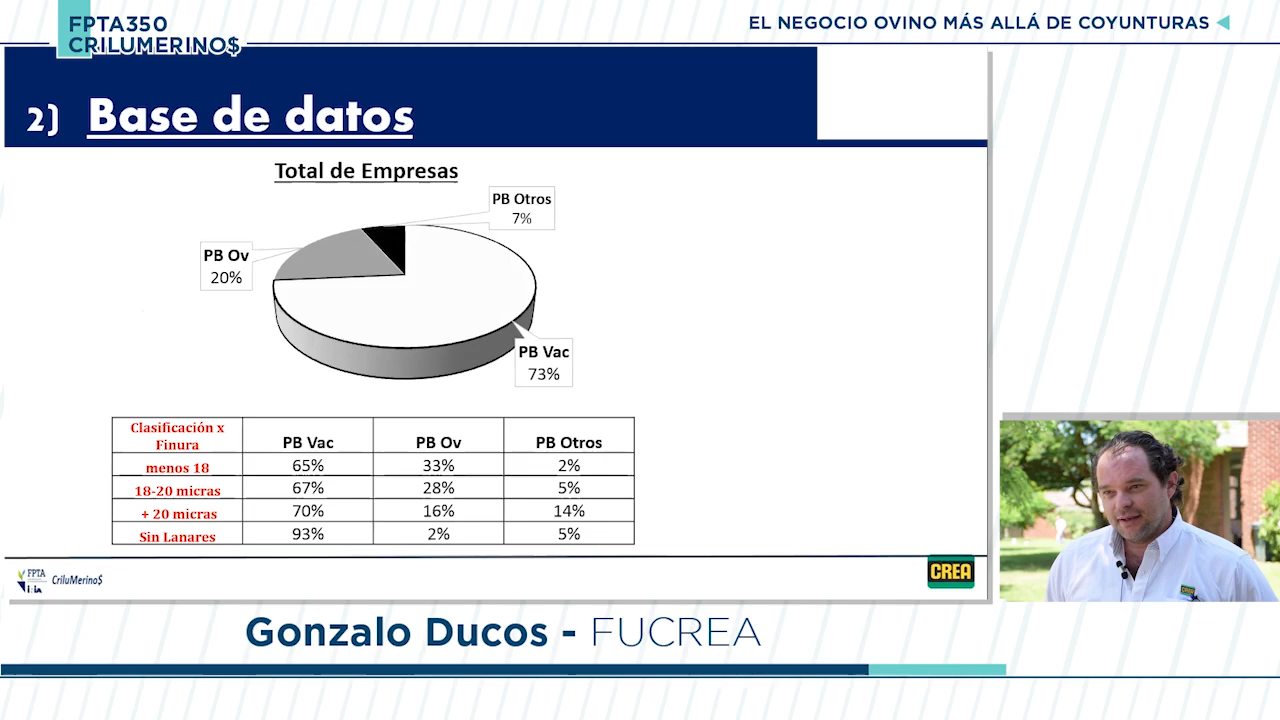 FPTA350
CRILUMERINO$
EL NEGOCIO OVINO MÁS ALLÁ DE COYUNTURAS
2) Base de datos
Total de Empresas
PB Otros
7%
PB Ov
20%
PB Vac
73%
Clasificación x Finura PB Vac PB Ov PB Otros
menos 18 65% 33% 2%
18-20 micras 67% 28% 5%
+ 20 micras 70% 16% 14%
Sin Lanares 93% 2% 5%
FPTA
CriluMerino$
CREA
Gonzalo Ducos - FUCREA